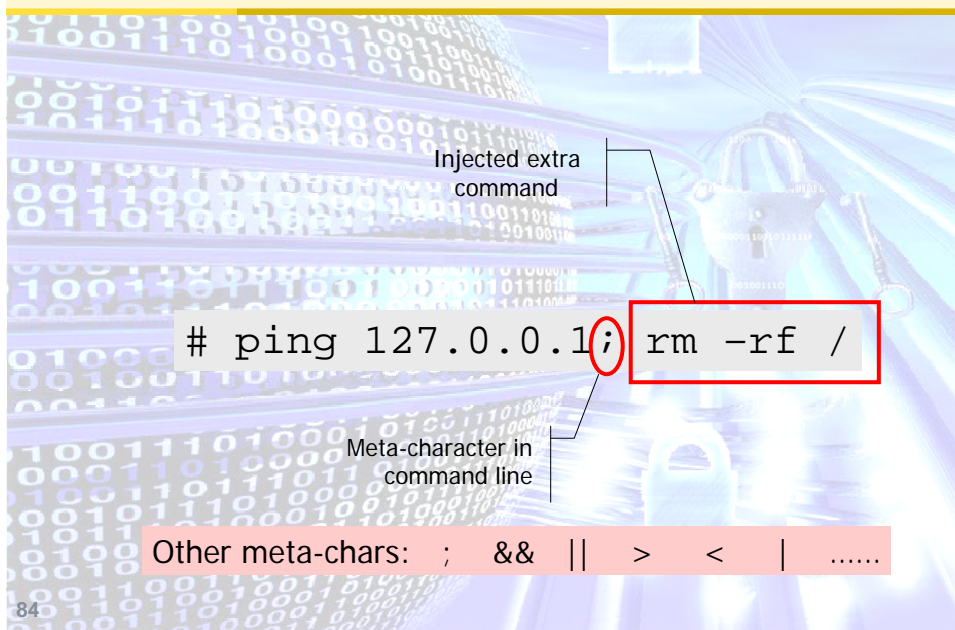 Injected extra
command
# ping 127.0.0.1; rm –rf /
Meta-character in
command line
Other meta-chars: ; && || > < | ......
84